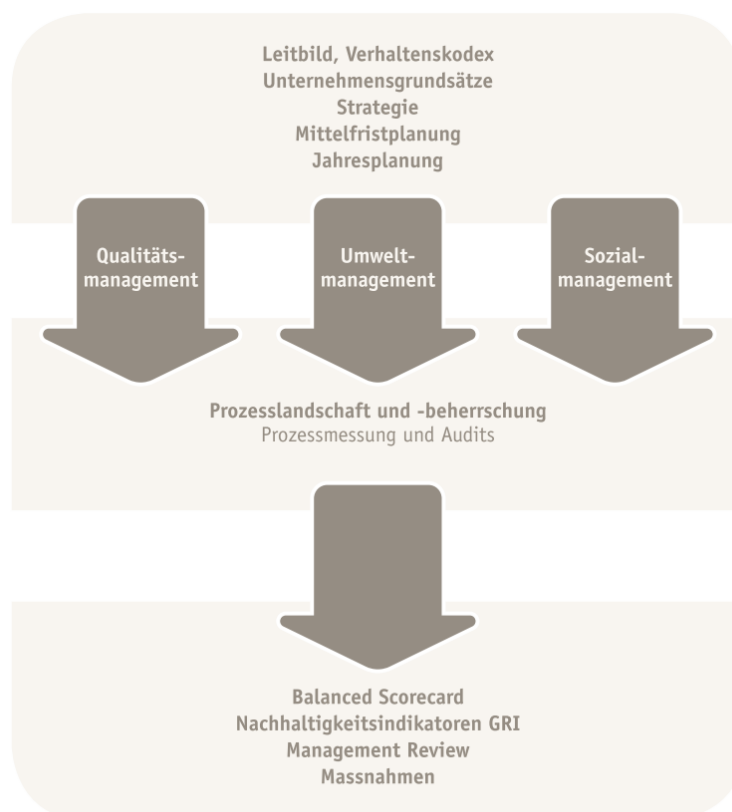 Leitbild, Verhaltenskodex
Unternehmensgrundsätze
Strategie
Mittelfristplanung
Jahresplanung
Qualitäts-
management
Umwelt-
management
Sozial-
management
Prozesslandschaft und -beherrschung
Prozessmessung und Audits
Balanced Scorecard
Nachhaltigkeitsindikatoren GRI
Management Review
Massnahmen